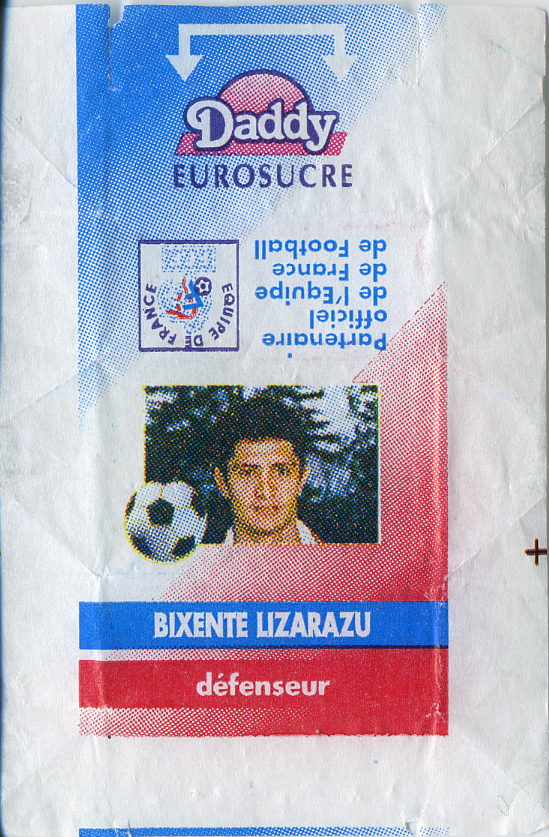 Daddy
EUROSUCRE
Partenaire
officiel
de l'Equipe
de France
de Football
EQUIPE DE FRANCE
BIXENTE LIZARAZU
défenseur